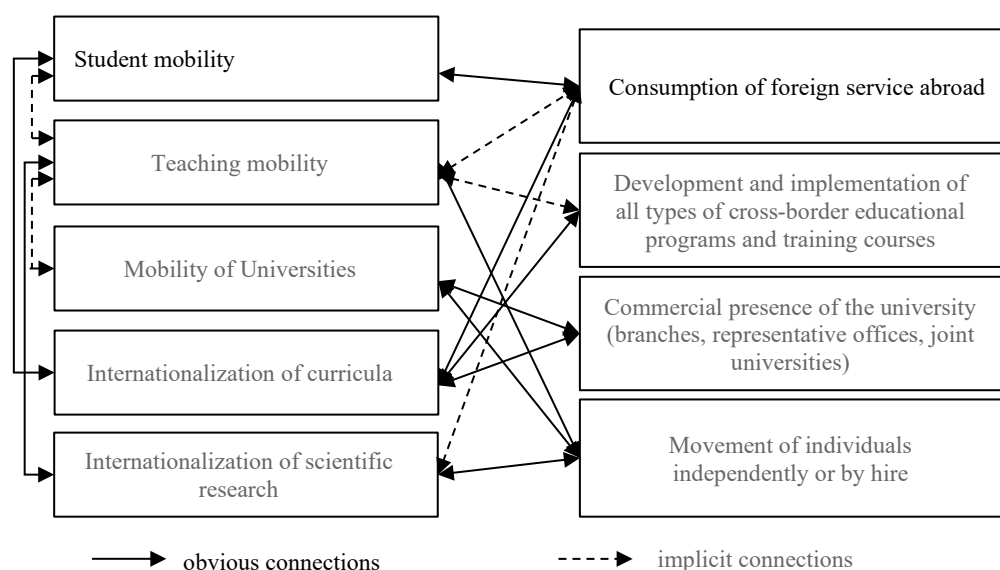 Student mobility
Teaching mobility
Mobility of Universities
Internationalization of curricula
Internationalization of scientific
research
Consumption of foreign service abroad
Development and implementation of
all types of cross-border educational
programs and training courses
Commercial presence of the university
(branches, representative offices, joint
universities)
Movement of individuals
independently or by hire
obvious connections
implicit connections